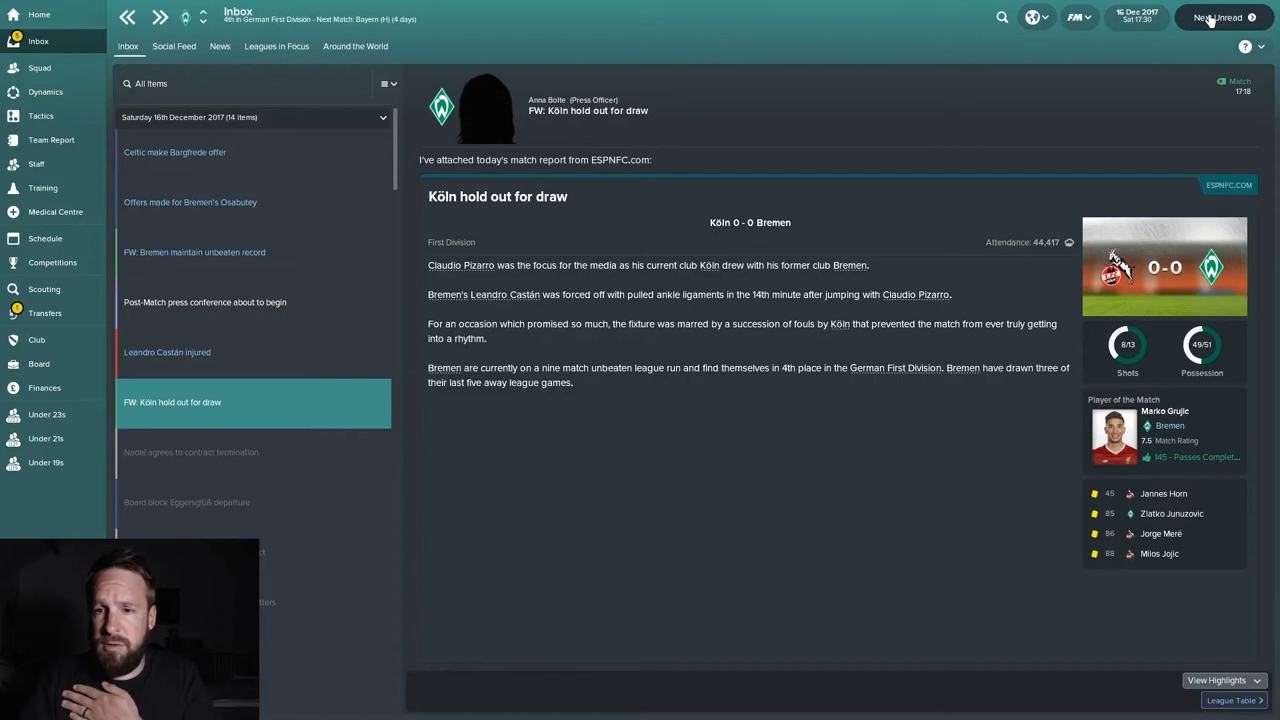 Home
Inbox
5
Squad
Dynamics
Tactics
Team Report
Staff
Training
Medical Centre
Schedule
Competitions
Scouting
1
Transfers
Club
Board
Finances
Under 23s
Under 21s
Under 19s
Inbox
4th in German First Division - Next Match: Bayern (H) (4 days)
FM
16 Dec 2017
Sat 17:30
Next Unread
?
Inbox
Social Feed
News
Leagues in Focus
Around the World
All Items
Saturday 16th December 2017 (14 items)
Celtic make Bargfrede offer
Offers made for Bremen's Osabutey
FW: Bremen maintain unbeaten record
Post-Match press conference about to begin
Leandro Castán injured
FW: Köln hold out for draw
Nadal agrees to contract termination
Board block Eggersglüß departure
Anna Bolte (Press Officer)
FW: Köln hold out for draw
Match
17:18
I've attached today's match report from ESPNFC.com:
ESPNFC.COM
Köln hold out for draw
Köln 0 - 0 Bremen
First Division
Attendance: 44,417
Claudio Pizarro was the focus for the media as his current club Köln drew with his former club Bremen.
Bremen's Leandro Castán was forced off with pulled ankle ligaments in the 14th minute after jumping with Claudio Pizarro.
For an occasion which promised so much, the fixture was marred by a succession of fouls by Köln that prevented the match from ever truly getting
into a rhythm.
Bremen are currently on a nine match unbeaten league run and find themselves in 4th place in the German First Division. Bremen have drawn three of
their last five away league games.
0-0
8/13
49/51
Shots
Possession
Player of the Match
Marko Grujic
Bremen
7.5 Match Rating
145 - Passes Complet...
45 Jannes Horn
85 Zlatko Junuzovic
86 Jorge Meré
88 Milos Jojic
View Highlights
League Table